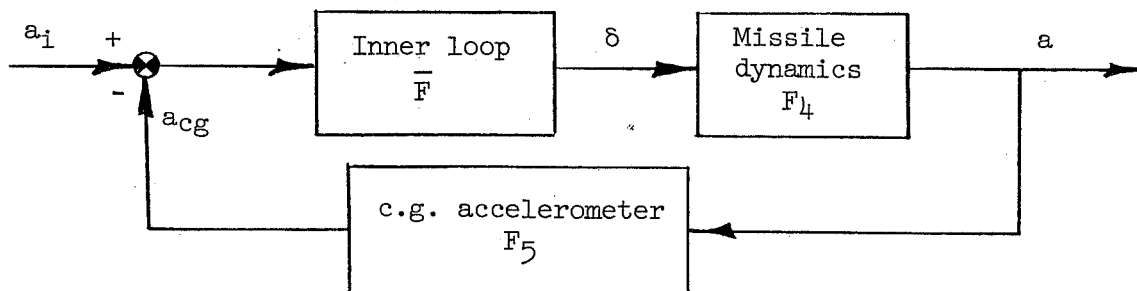 a_i
+
-
a_cg
Inner loop
F̅
δ
Missile
dynamics
F_4
a
c.g. accelerometer
F_5